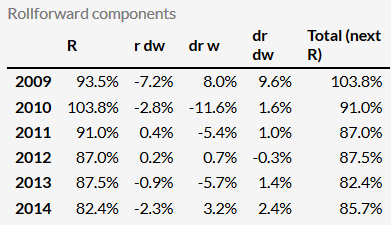 Rollforward components
R r dw dr w dr dw Total (next R)
2009 93.5% -7.2% 8.0% 9.6% 103.8%
2010 103.8% -2.8% -11.6% 1.6% 91.0%
2011 91.0% 0.4% -5.4% 1.0% 87.0%
2012 87.0% 0.2% 0.7% -0.3% 87.5%
2013 87.5% -0.9% -5.7% 1.4% 82.4%
2014 82.4% -2.3% 3.2% 2.4% 85.7%